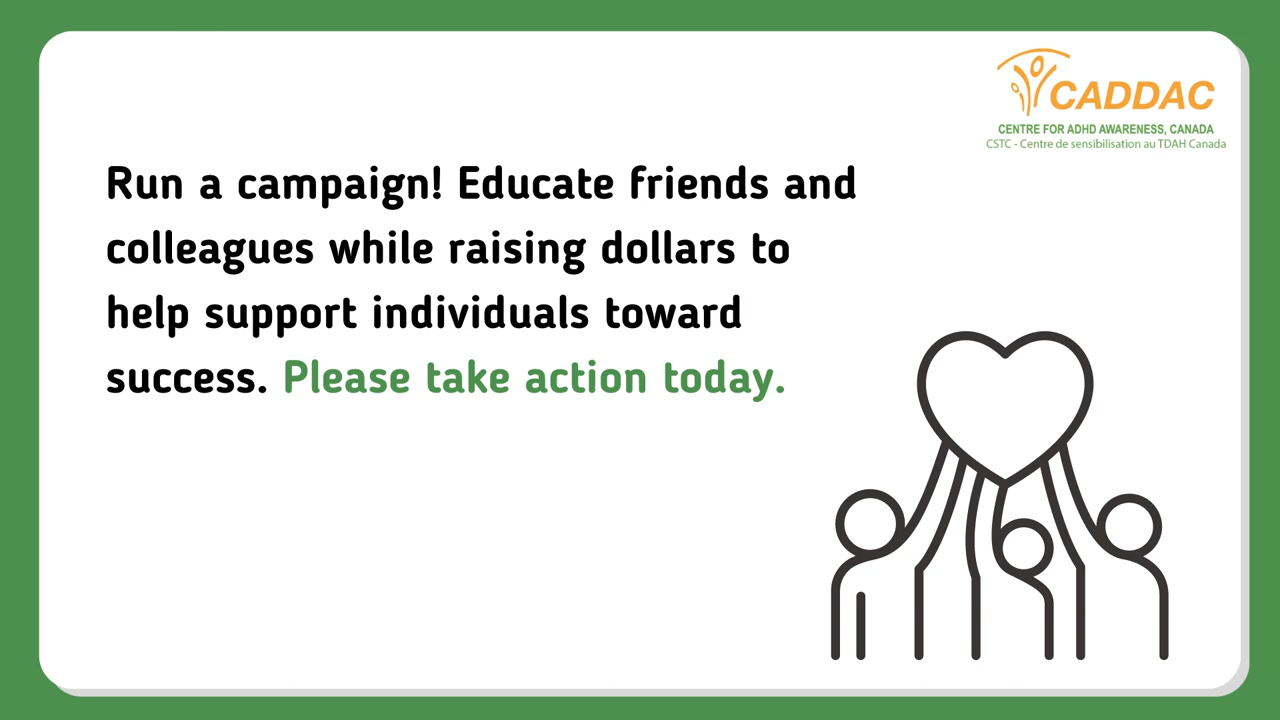 CADDAC
CENTRE FOR ADHD AWARENESS, CANADA
CSTC - Centre de sensibilisation au TDAH Canada
Run a campaign! Educate friends and
colleagues while raising dollars to
help support individuals toward
success. Please take action today.